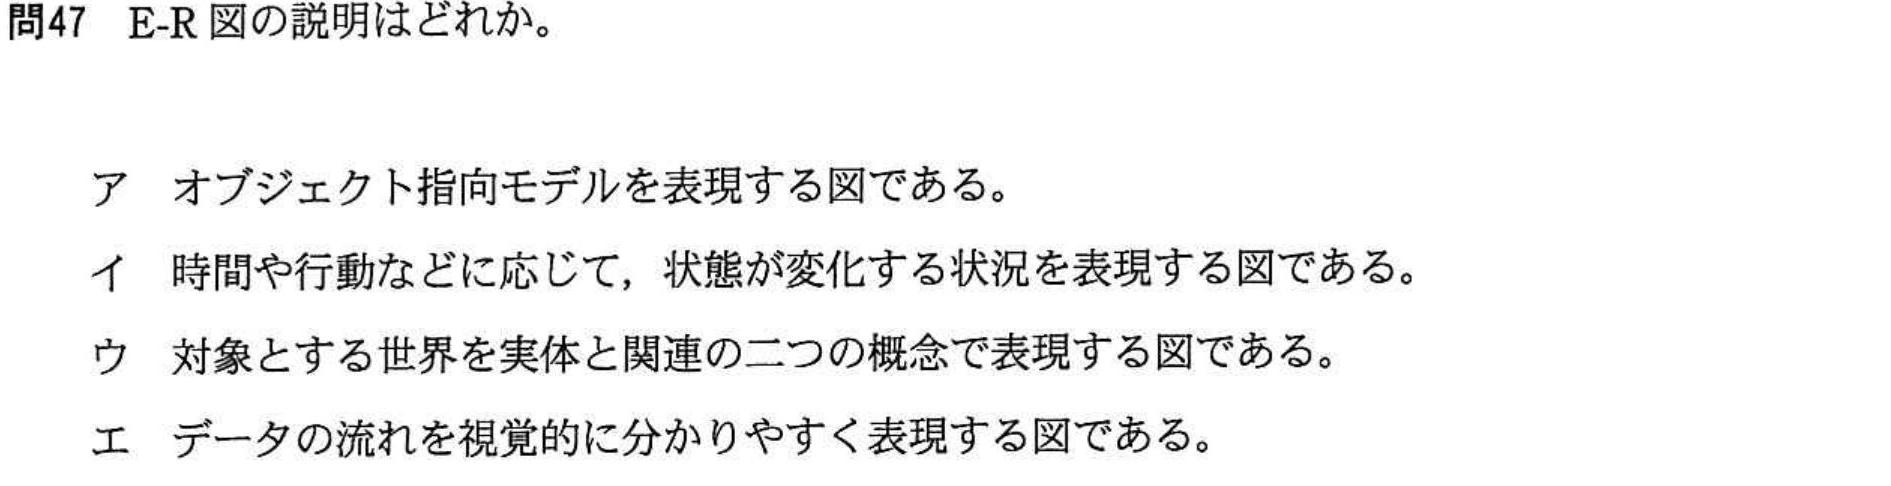 問47 E-R 図の説明はどれか。
ア オブジェクト指向モデルを表現する図である。
イ 時間や行動などに応じて，状態が変化する状況を表現する図である。
ウ 対象とする世界を実体と関連の二つの概念で表現する図である。
エ データの流れを視覚的に分かりやすく表現する図である。